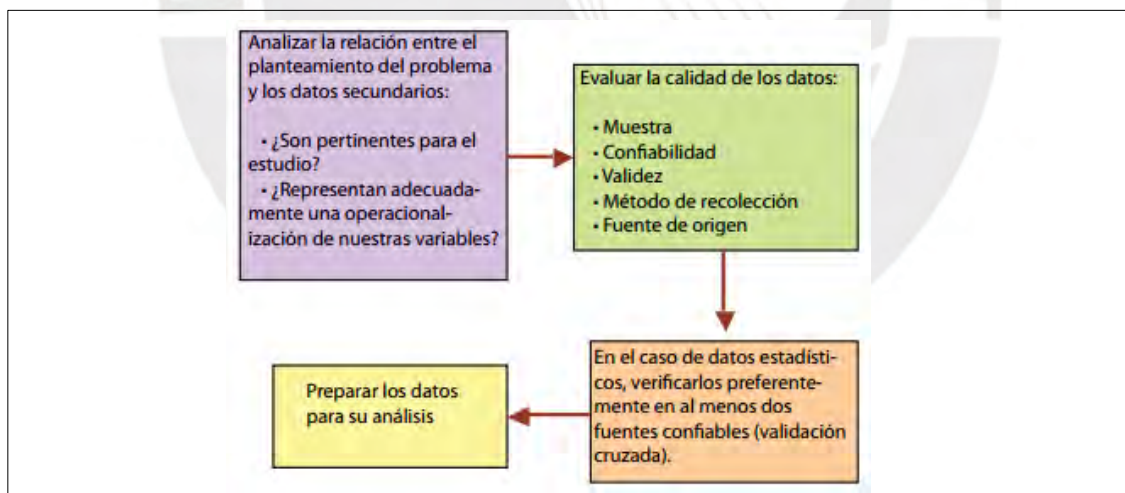 Analizar la relación entre el
planteamiento del problema
y los datos secundarios:
• ¿Son pertinentes para el
estudio?
• ¿Representan adecuada-
mente una operacional-
ización de nuestras variables?
Evaluar la calidad de los datos:
• Muestra
• Confiabilidad
• Validez
• Método de recolección
• Fuente de origen
En el caso de datos estadísti-
cos, verificarlos preferente-
mente en al menos dos
fuentes confiables (validación
cruzada).
Preparar los datos
para su análisis